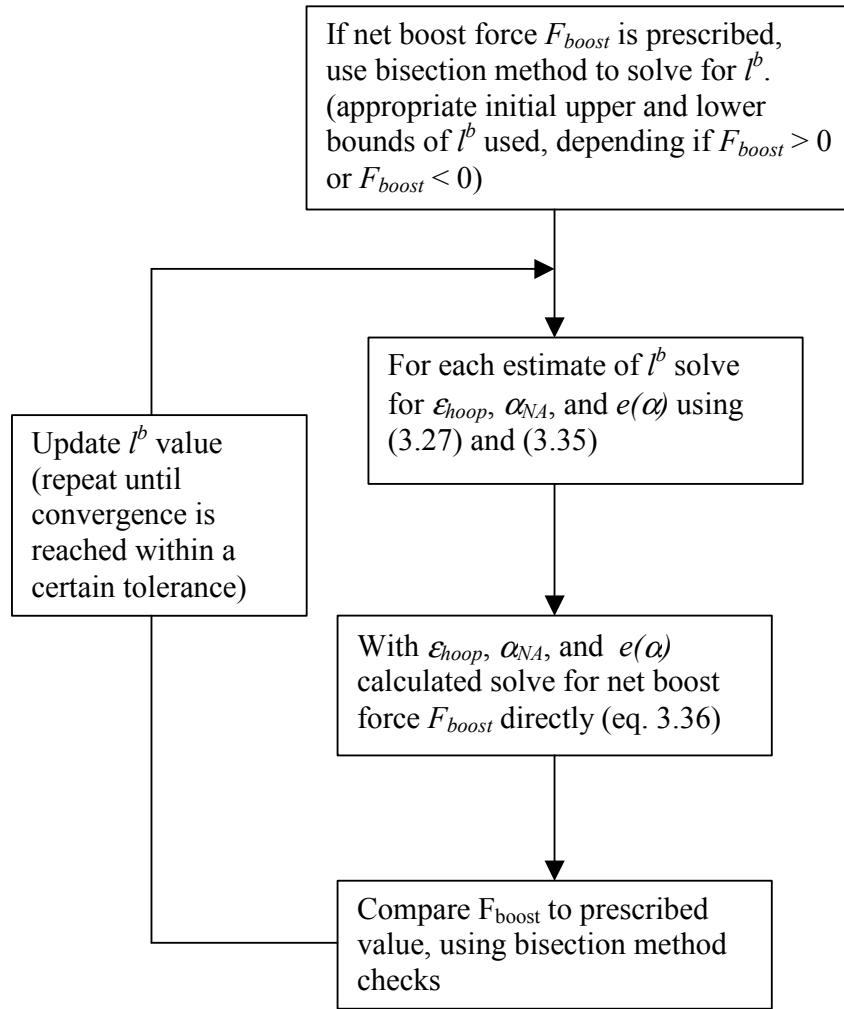 If net boost force F_boost is prescribed,
use bisection method to solve for l^b.
(appropriate initial upper and lower
bounds of l^b used, depending if F_boost > 0
or F_boost < 0)
For each estimate of l^b solve
for ε_hoop, α_NA, and e(α) using
(3.27) and (3.35)
Update l^b value
(repeat until
convergence is
reached within a
certain tolerance)
With ε_hoop, α_NA, and e(α)
calculated solve for net boost
force F_boost directly (eq. 3.36)
Compare F_boost to prescribed
value, using bisection method
checks